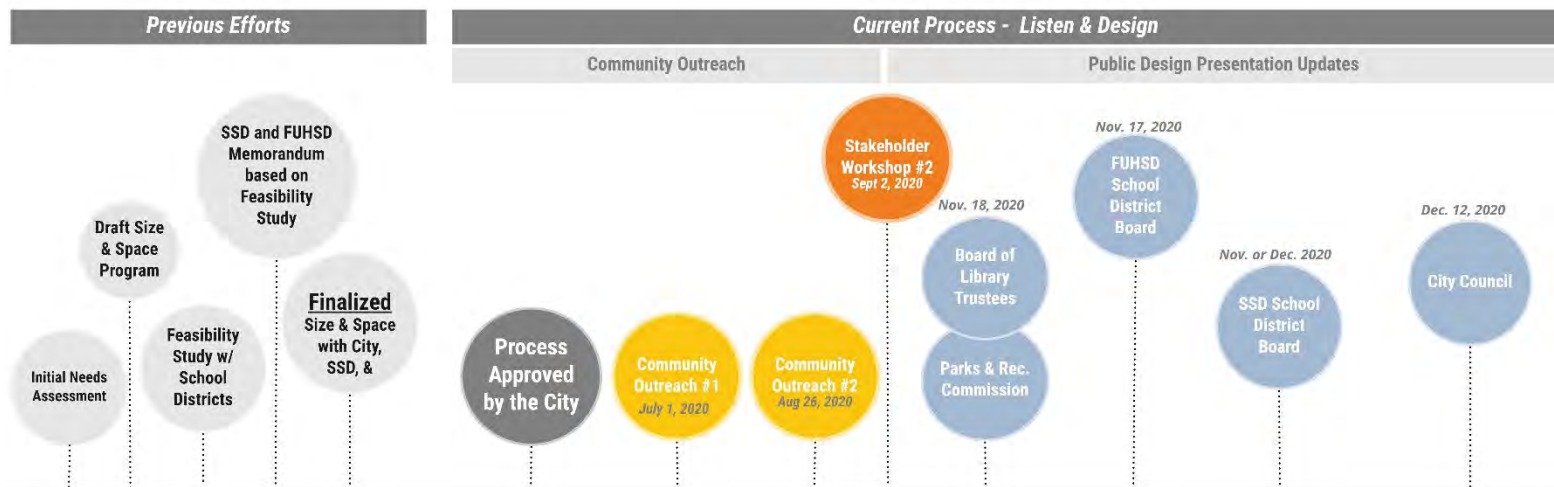 Previous Efforts
Current Process -  Listen & Design
Community Outreach
Public Design Presentation Updates
Initial Needs
Assessment
Draft Size
& Space
Program
Feasibility
Study w/
School
Districts
SSD and FUHSD
Memorandum
based on
Feasibility
Study
Finalized
Size & Space
with City,
SSD, &
Process
Approved
by the City
Community
Outreach #1
July 1, 2020
Community
Outreach #2
Aug 26, 2020
Stakeholder
Workshop #2
Sept 2, 2020
Nov. 18, 2020
Board of
Library
Trustees
Parks & Rec.
Commission
Nov. 17, 2020
FUHSD
School
District
Board
Nov. or Dec. 2020
SSD School
District
Board
Dec. 12, 2020
City Council